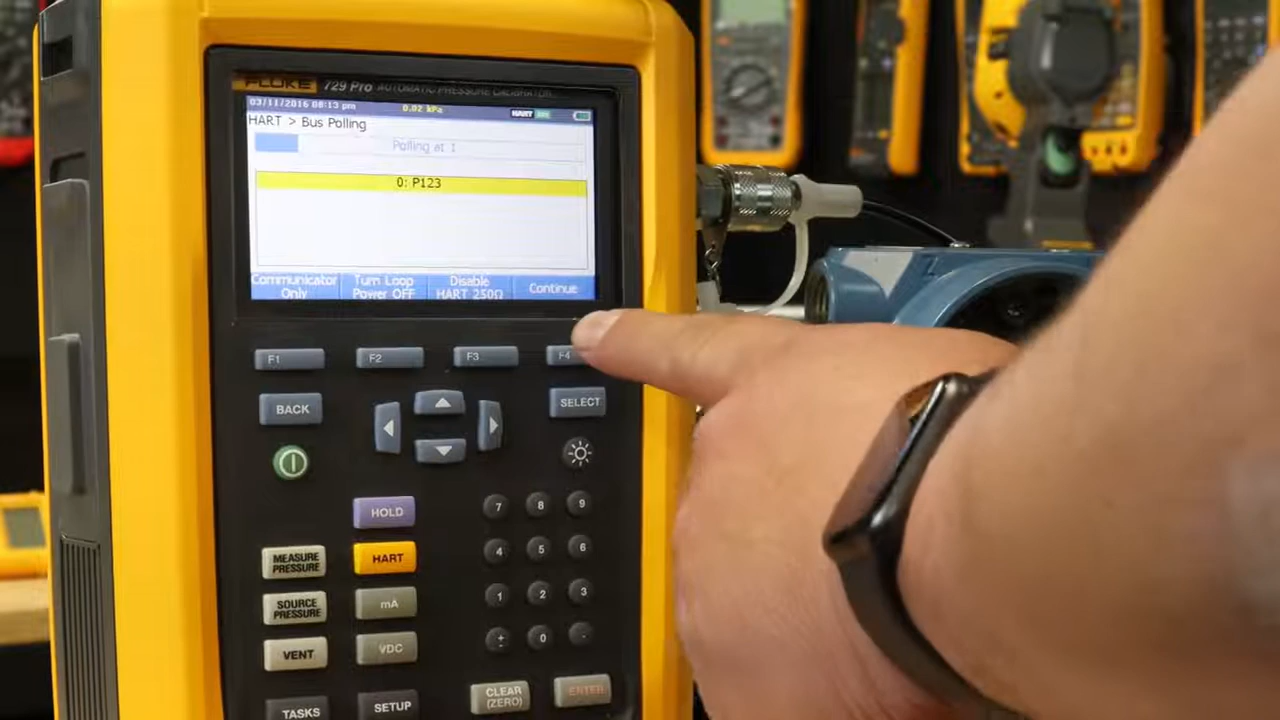 FLUKE 729 Pro AUTOMATIC PRESSURE CALIBRATOR
03/11/2016 08:13 pm 0.02 kPa HART
HART > Bus Polling
Polling at 1
0: P123
Communicator Only
Turn Loop Power OFF
Disable HART 250Ω
Continue
F1 F2 F3 F4
BACK
SELECT
HOLD
7 8 9
MEASURE PRESSURE
HART
4 5 6
SOURCE PRESSURE
mA
1 2 3
VENT
VDC
± 0 .
TASKS
SETUP
CLEAR (ZERO)
ENTER